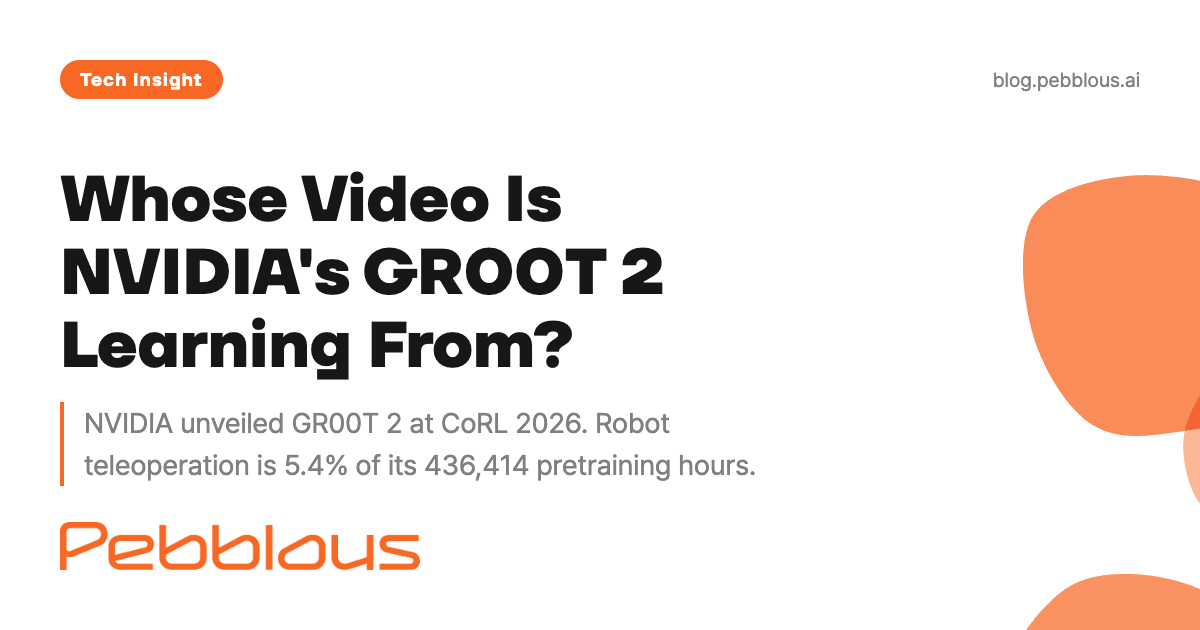 Tech Insight
blog.pebblous.ai
Whose Video Is
NVIDIA's GR00T 2
Learning From?
NVIDIA unveiled GR00T 2 at CoRL 2026. Robot
teleoperation is 5.4% of its 436,414 pretraining hours.
Pebblous